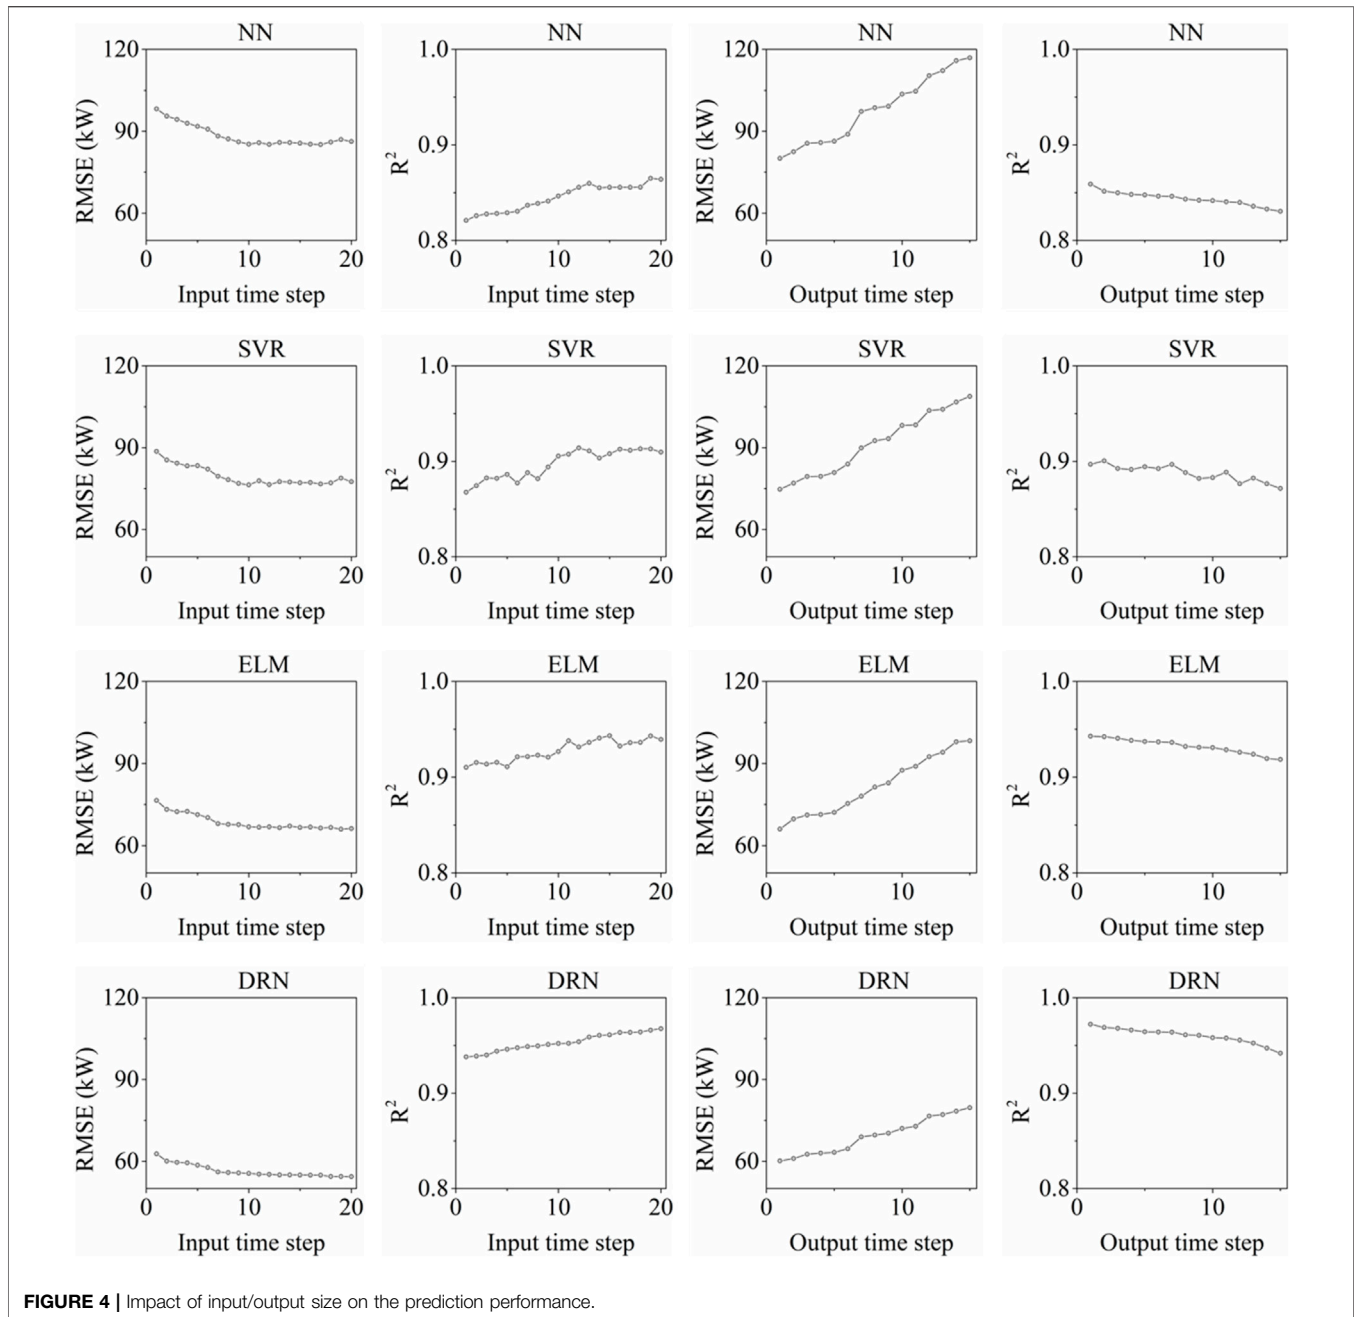 NN NN NN NN
120 1.0 120 1.0
RMSE (kW) R² RMSE (kW) R²
90 0.9 90 0.9
60 60
0.8 0.8
0 10 20 0 10 20 0 10 0 10
Input time step Input time step Output time step Output time step
SVR SVR SVR SVR
120 1.0 120 1.0
RMSE (kW) R² RMSE (kW) R²
90 0.9 90 0.9
60 60
0.8 0.8
0 10 20 0 10 20 0 10 0 10
Input time step Input time step Output time step Output time step
ELM ELM ELM ELM
120 1.0 120 1.0
RMSE (kW) R² RMSE (kW) R²
90 0.9 90 0.9
60 60
0.8 0.8
0 10 20 0 10 20 0 10 0 10
Input time step Input time step Output time step Output time step
DRN DRN DRN DRN
120 1.0 120 1.0
RMSE (kW) R² RMSE (kW) R²
90 0.9 90 0.9
60 60
0.8 0.8
0 10 20 0 10 20 0 10 0 10
Input time step Input time step Output time step Output time step
FIGURE 4 | Impact of input/output size on the prediction performance.